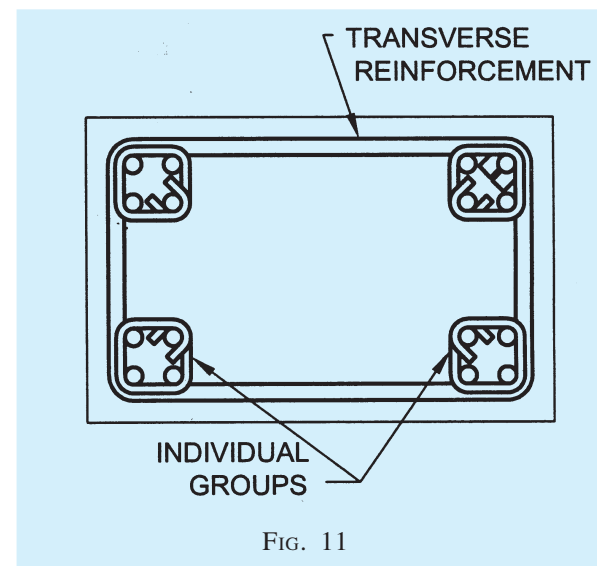 TRANSVERSE
REINFORCEMENT
INDIVIDUAL
GROUPS
FIG. 11